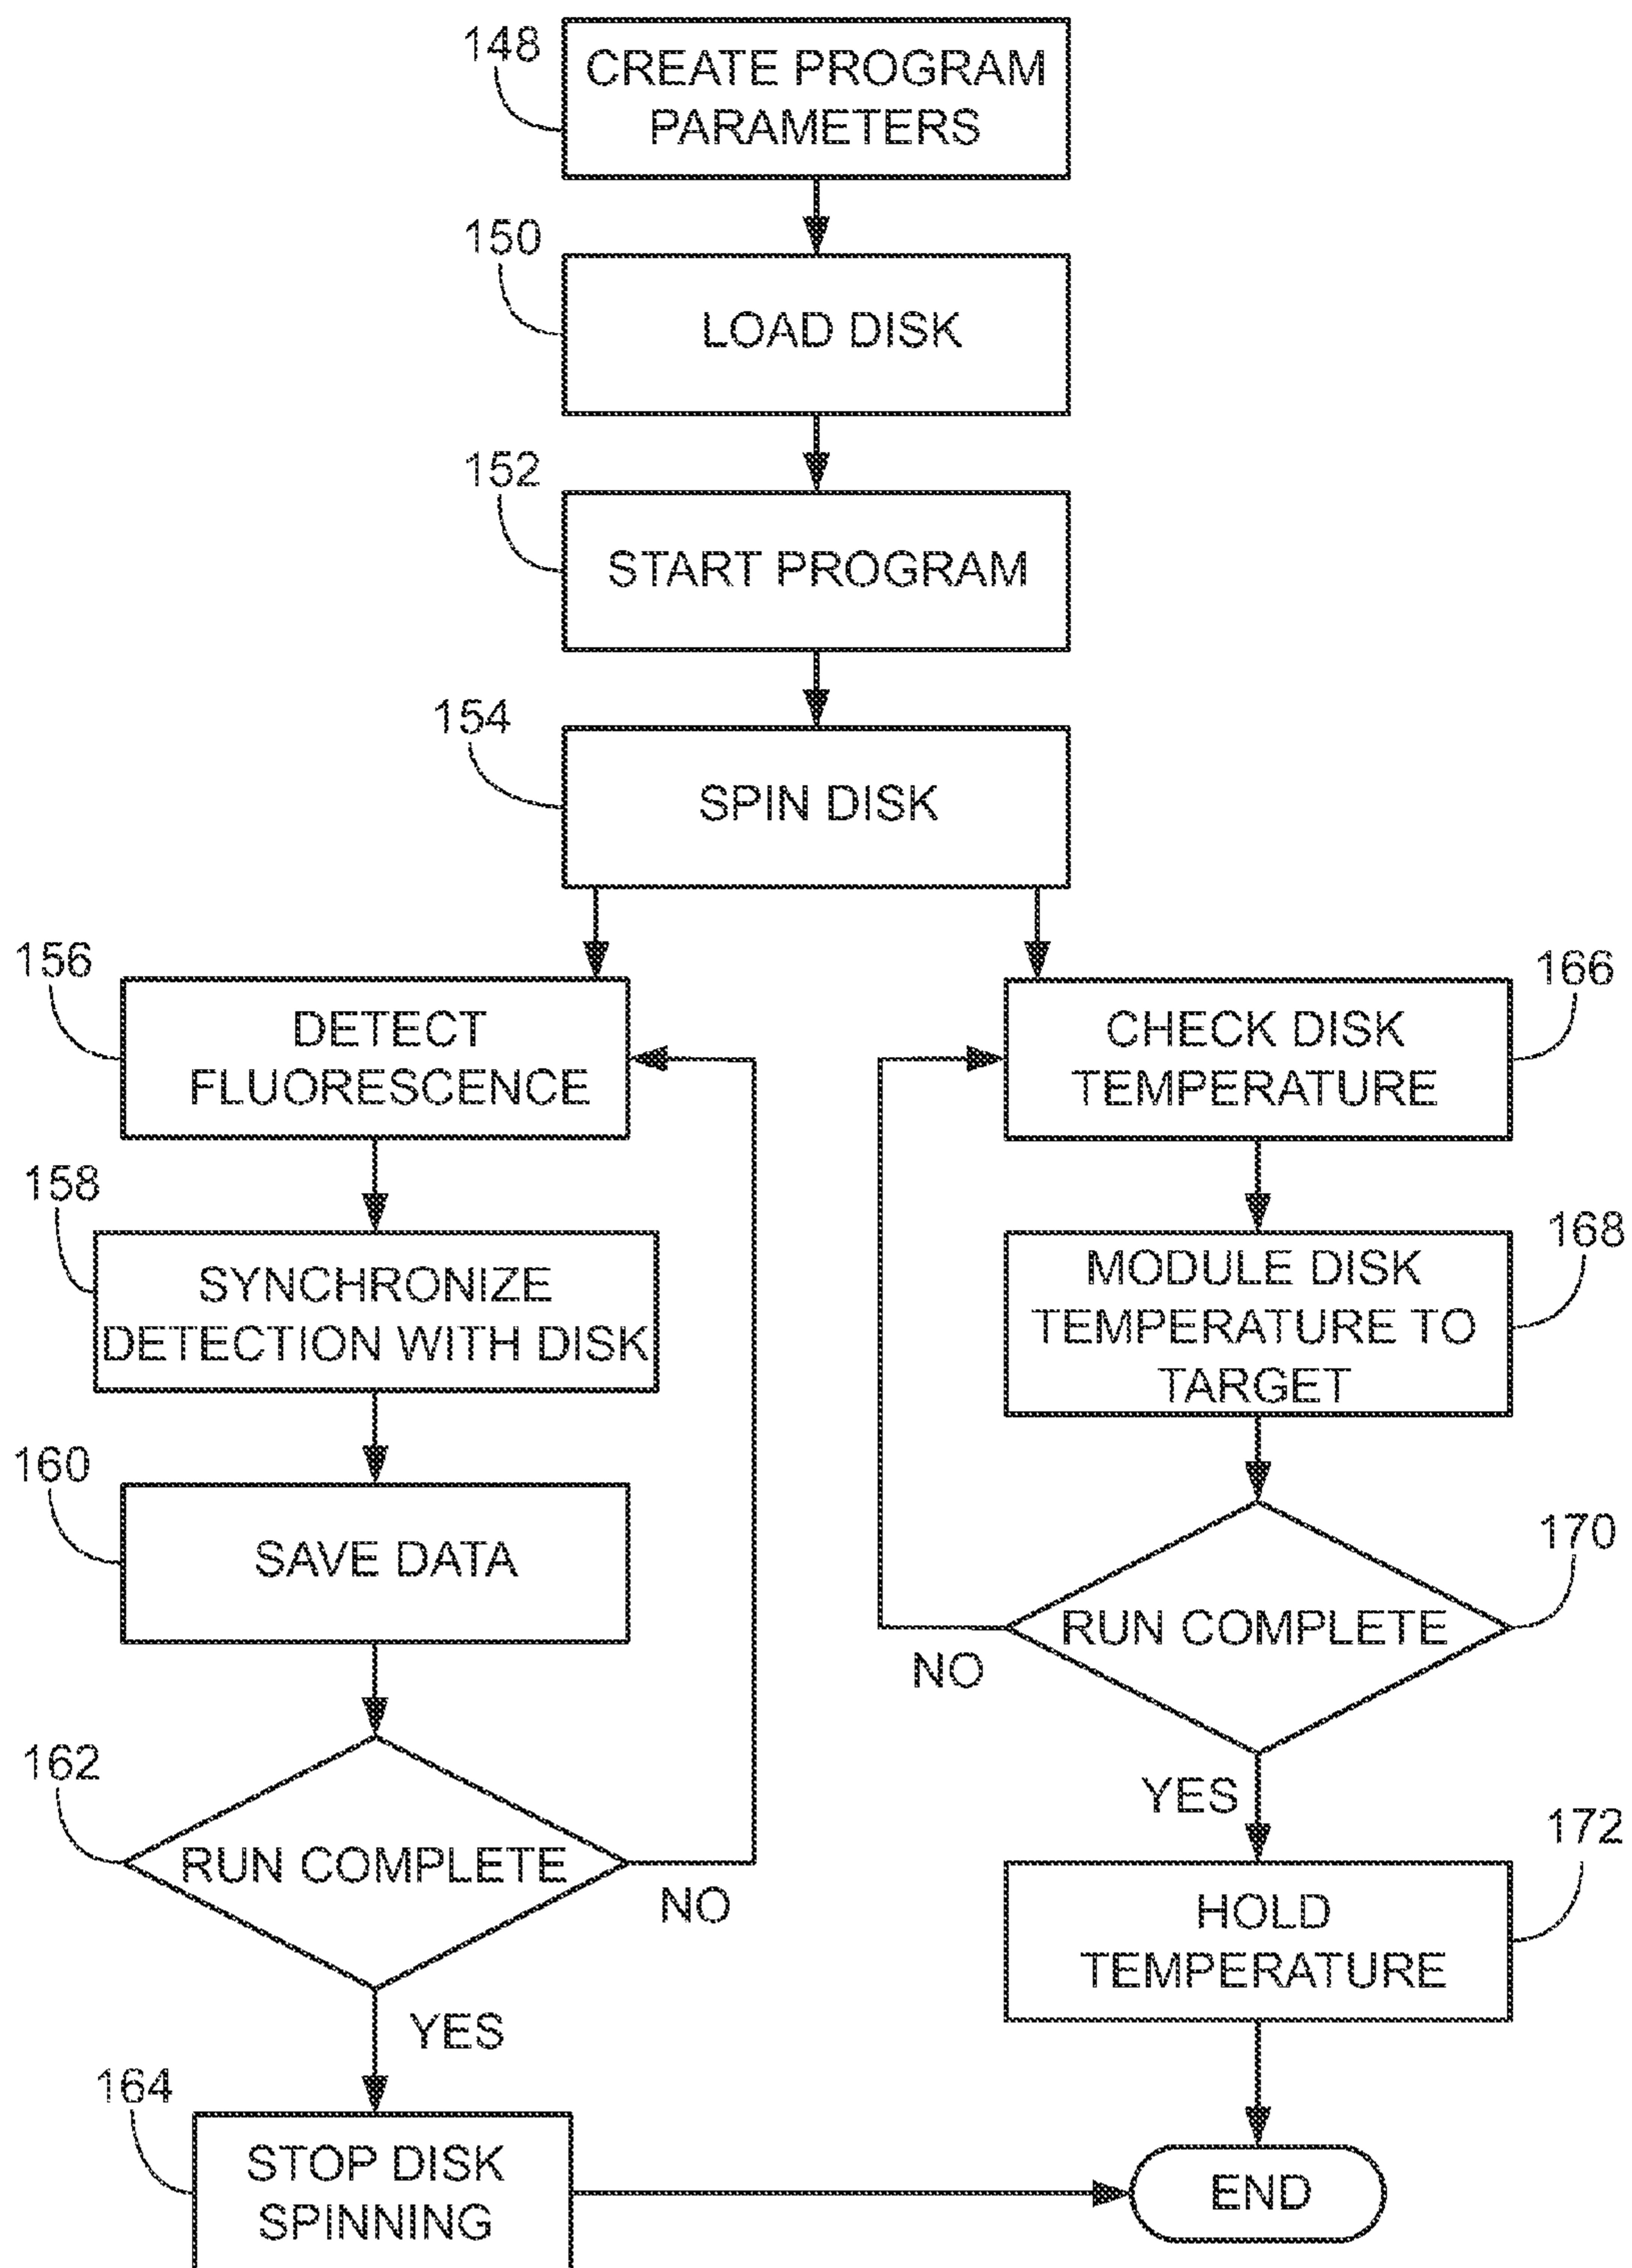 148
CREATE PROGRAM
PARAMETERS
150
LOAD DISK
152
START PROGRAM
154
SPIN DISK
156
DETECT
FLUORESCENCE
158
SYNCHRONIZE
DETECTION WITH DISK
160
SAVE DATA
162
RUN COMPLETE
NO
YES
164
STOP DISK
SPINNING
166
CHECK DISK
TEMPERATURE
168
MODULE DISK
TEMPERATURE TO
TARGET
170
RUN COMPLETE
NO
YES
172
HOLD
TEMPERATURE
END